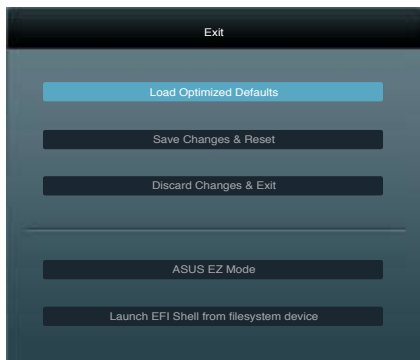 Exit
Load Optimized Defaults
Save Changes & Reset
Discard Changes & Exit
ASUS EZ Mode
Launch EFI Shell from filesystem device